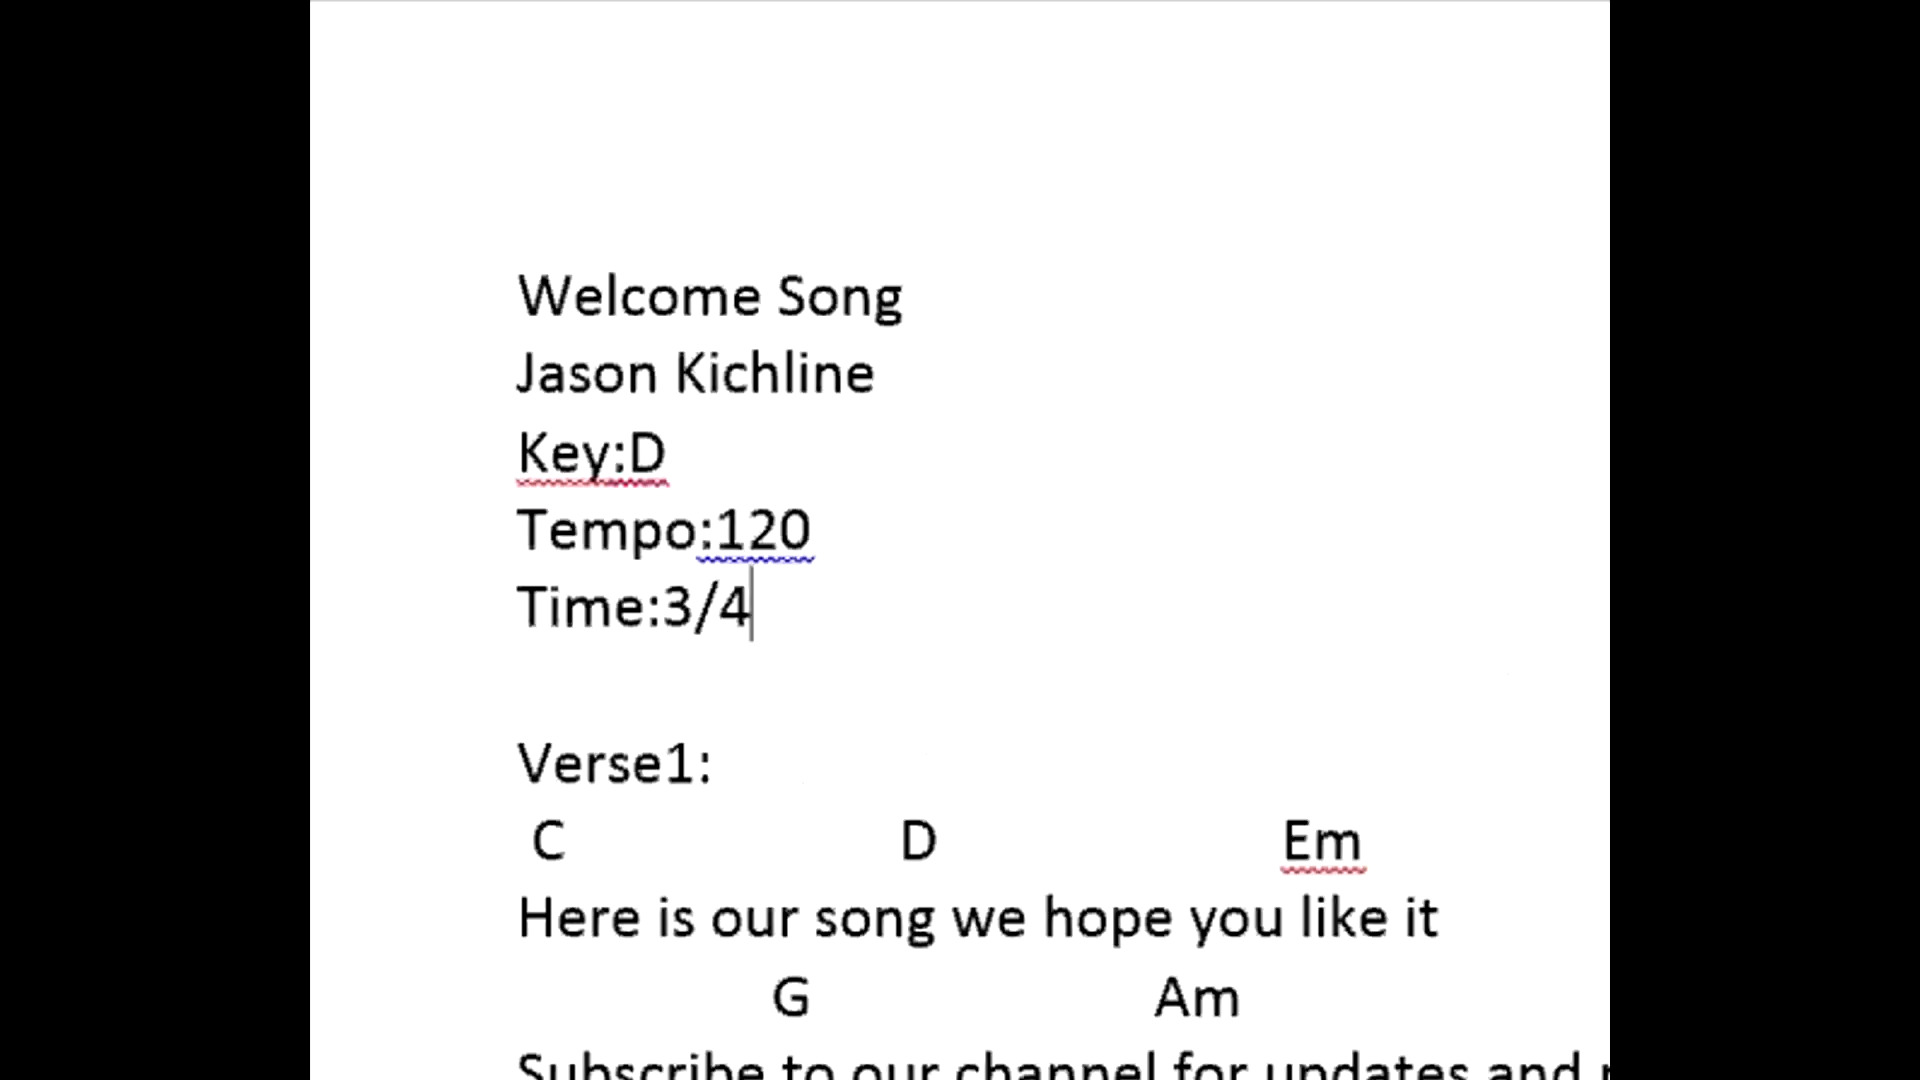 Welcome Song
Jason Kichline
Key:D
Tempo:120
Time:3/4
Verse1:
C D Em
Here is our song we hope you like it
G Am
Subscribe to our channel for updates and